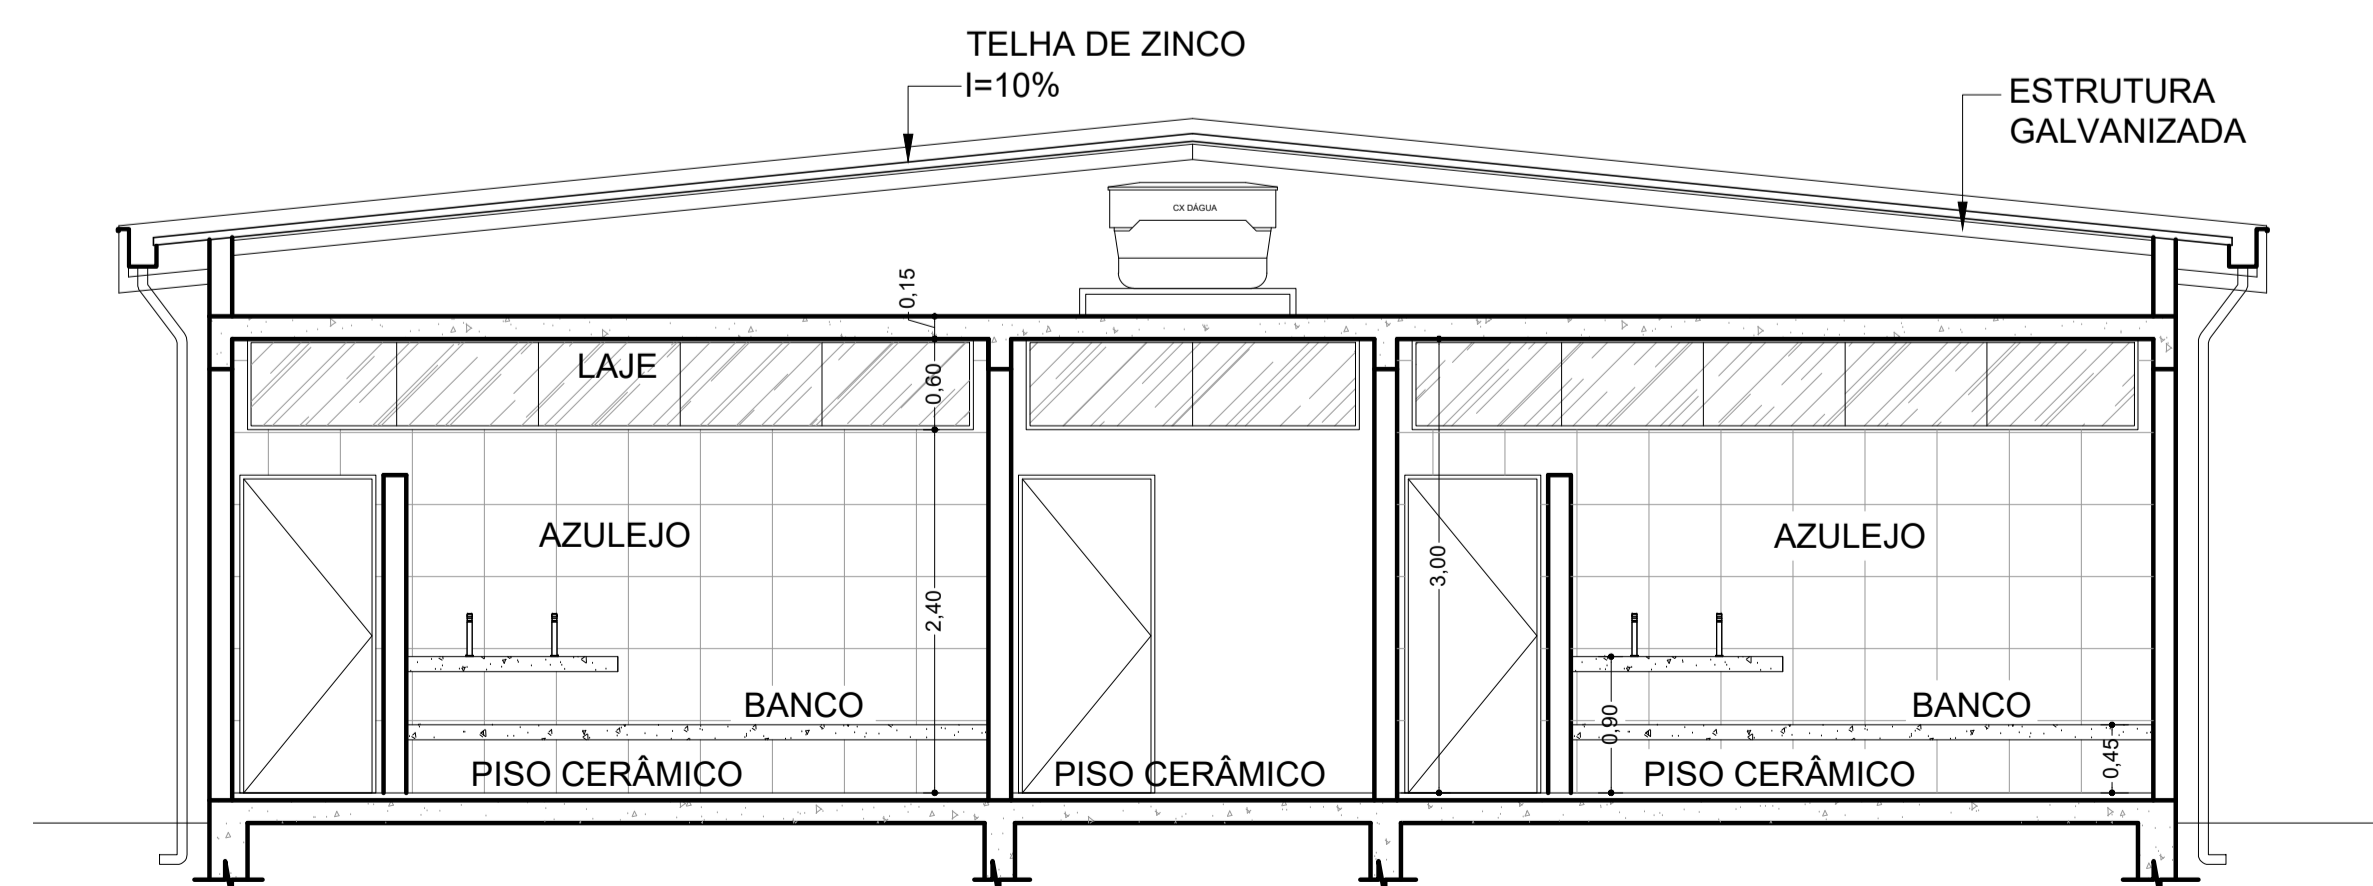 TELHA DE ZINCO
I=10%
ESTRUTURA
GALVANIZADA
CX DÁGUA
0,15
LAJE
0,60
AZULEJO
AZULEJO
3,00
2,40
BANCO
BANCO
0,90
0,45
PISO CERÂMICO
PISO CERÂMICO
PISO CERÂMICO